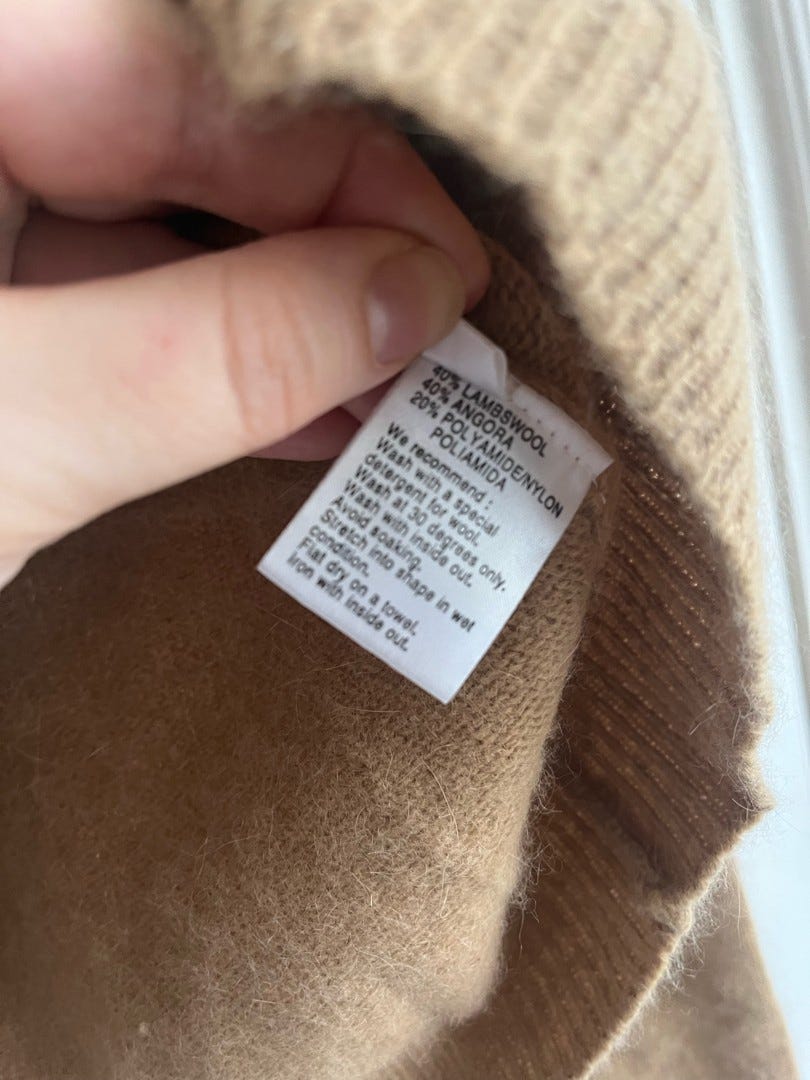 40% LAMBSWOOL
40% ANGORA
20% POLYAMIDE/NYLON
POLIAMIDA
We recommend :
Wash with a special
detergent for wool.
Wash at 30 degrees only.
Wash with inside out.
Avoid soaking.
Stretch into shape in wet
condition.
Flat dry on a towel.
Iron with inside out.